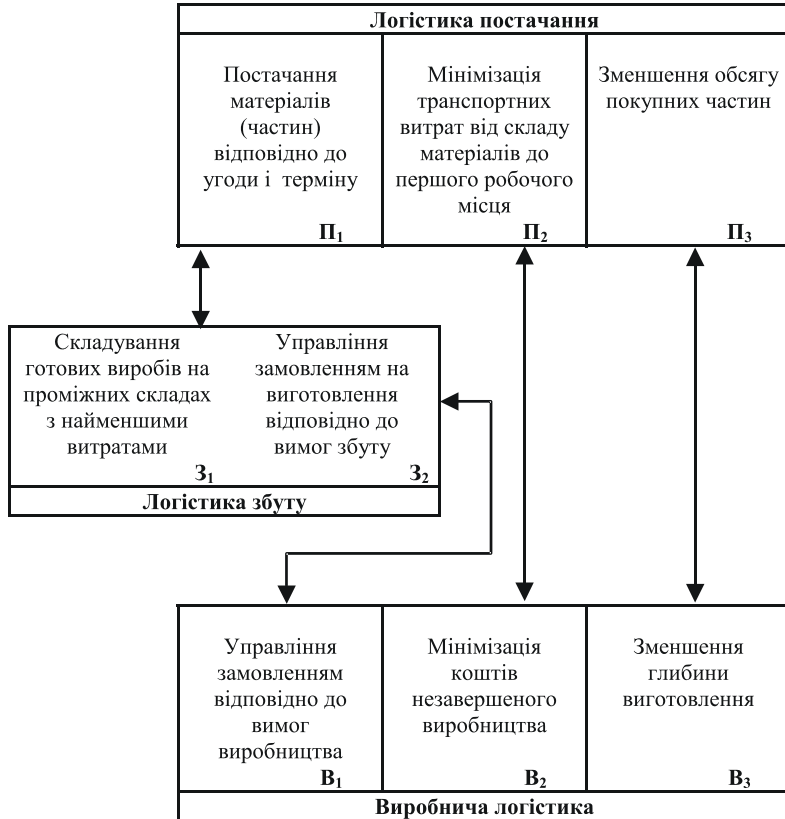 Логістика постачання
Постачання
матеріалів
(частин)
відповідно до
угоди і терміну
П₁
Мінімізація
транспортних
витрат від складу
матеріалів до
першого робочого
місця
П₂
Зменшення обсягу
покупних частин
П₃
Складування
готових виробів на
проміжних складах
з найменшими
витратами
З₁
Управління
замовленням на
виготовлення
відповідно до
вимог збуту
З₂
Логістика збуту
Управління
замовленням
відповідно до
вимог
виробництва
В₁
Мінімізація
коштів
незавершеного
виробництва
В₂
Зменшення
глибини
виготовлення
В₃
Виробнича логістика